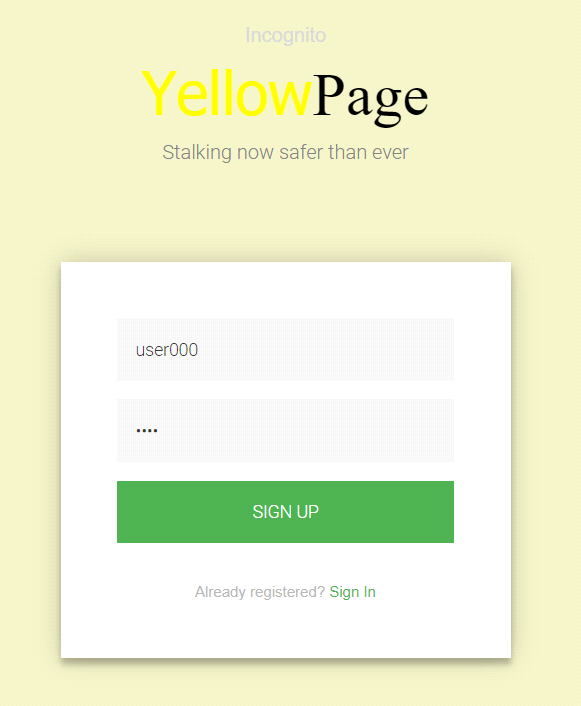 Incognito
YellowPage
Stalking now safer than ever
user000
••••
SIGN UP
Already registered? Sign In